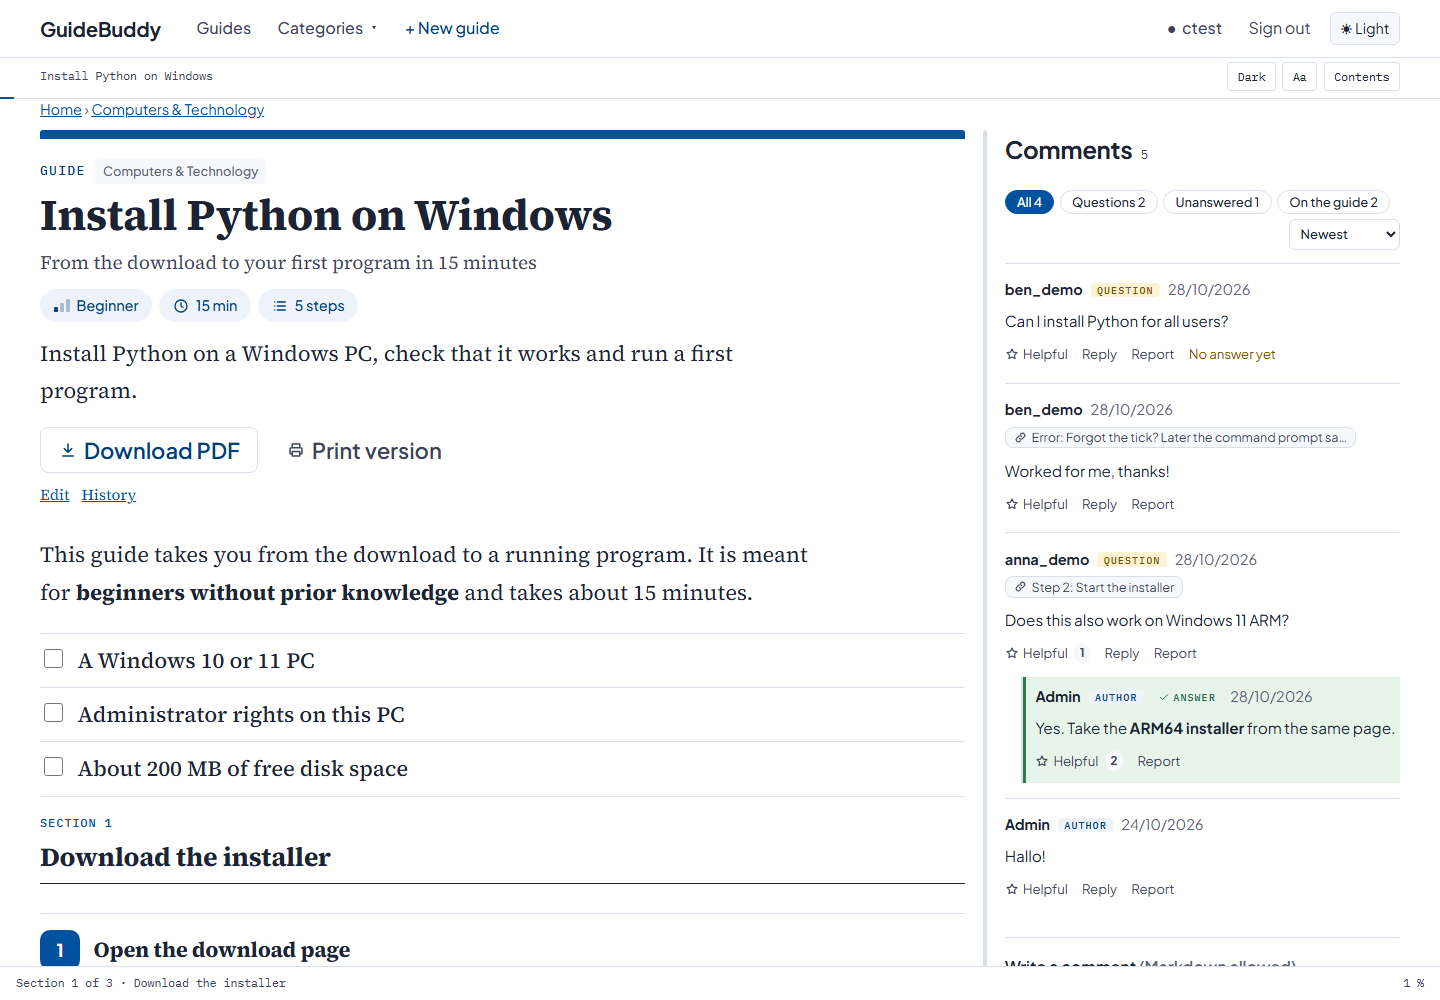 GuideBuddy Guides Categories + New guide ctest Sign out Light
Install Python on Windows Dark Aa Contents
Home › Computers & Technology
GUIDE Computers & Technology
Install Python on Windows
From the download to your first program in 15 minutes
Beginner 15 min 5 steps
Install Python on a Windows PC, check that it works and run a first
program.
Download PDF Print version
Edit History
This guide takes you from the download to a running program. It is meant
for beginners without prior knowledge and takes about 15 minutes.
A Windows 10 or 11 PC
Administrator rights on this PC
About 200 MB of free disk space
SECTION 1
Download the installer
1 Open the download page
Comments 5
All 4 Questions 2 Unanswered 1 On the guide 2
Newest
ben_demo QUESTION 28/10/2026
Can I install Python for all users?
Helpful Reply Report No answer yet
ben_demo 28/10/2026
Error: Forgot the tick? Later the command prompt sa...
Worked for me, thanks!
Helpful Reply Report
anna_demo QUESTION 28/10/2026
Step 2: Start the installer
Does this also work on Windows 11 ARM?
Helpful 1 Reply Report
Admin AUTHOR ✓ ANSWER 28/10/2026
Yes. Take the ARM64 installer from the same page.
Helpful 2 Report
Admin AUTHOR 24/10/2026
Hallo!
Helpful Reply Report
Write a comment (Markdown allowed)
Section 1 of 3 · Download the installer 1 %